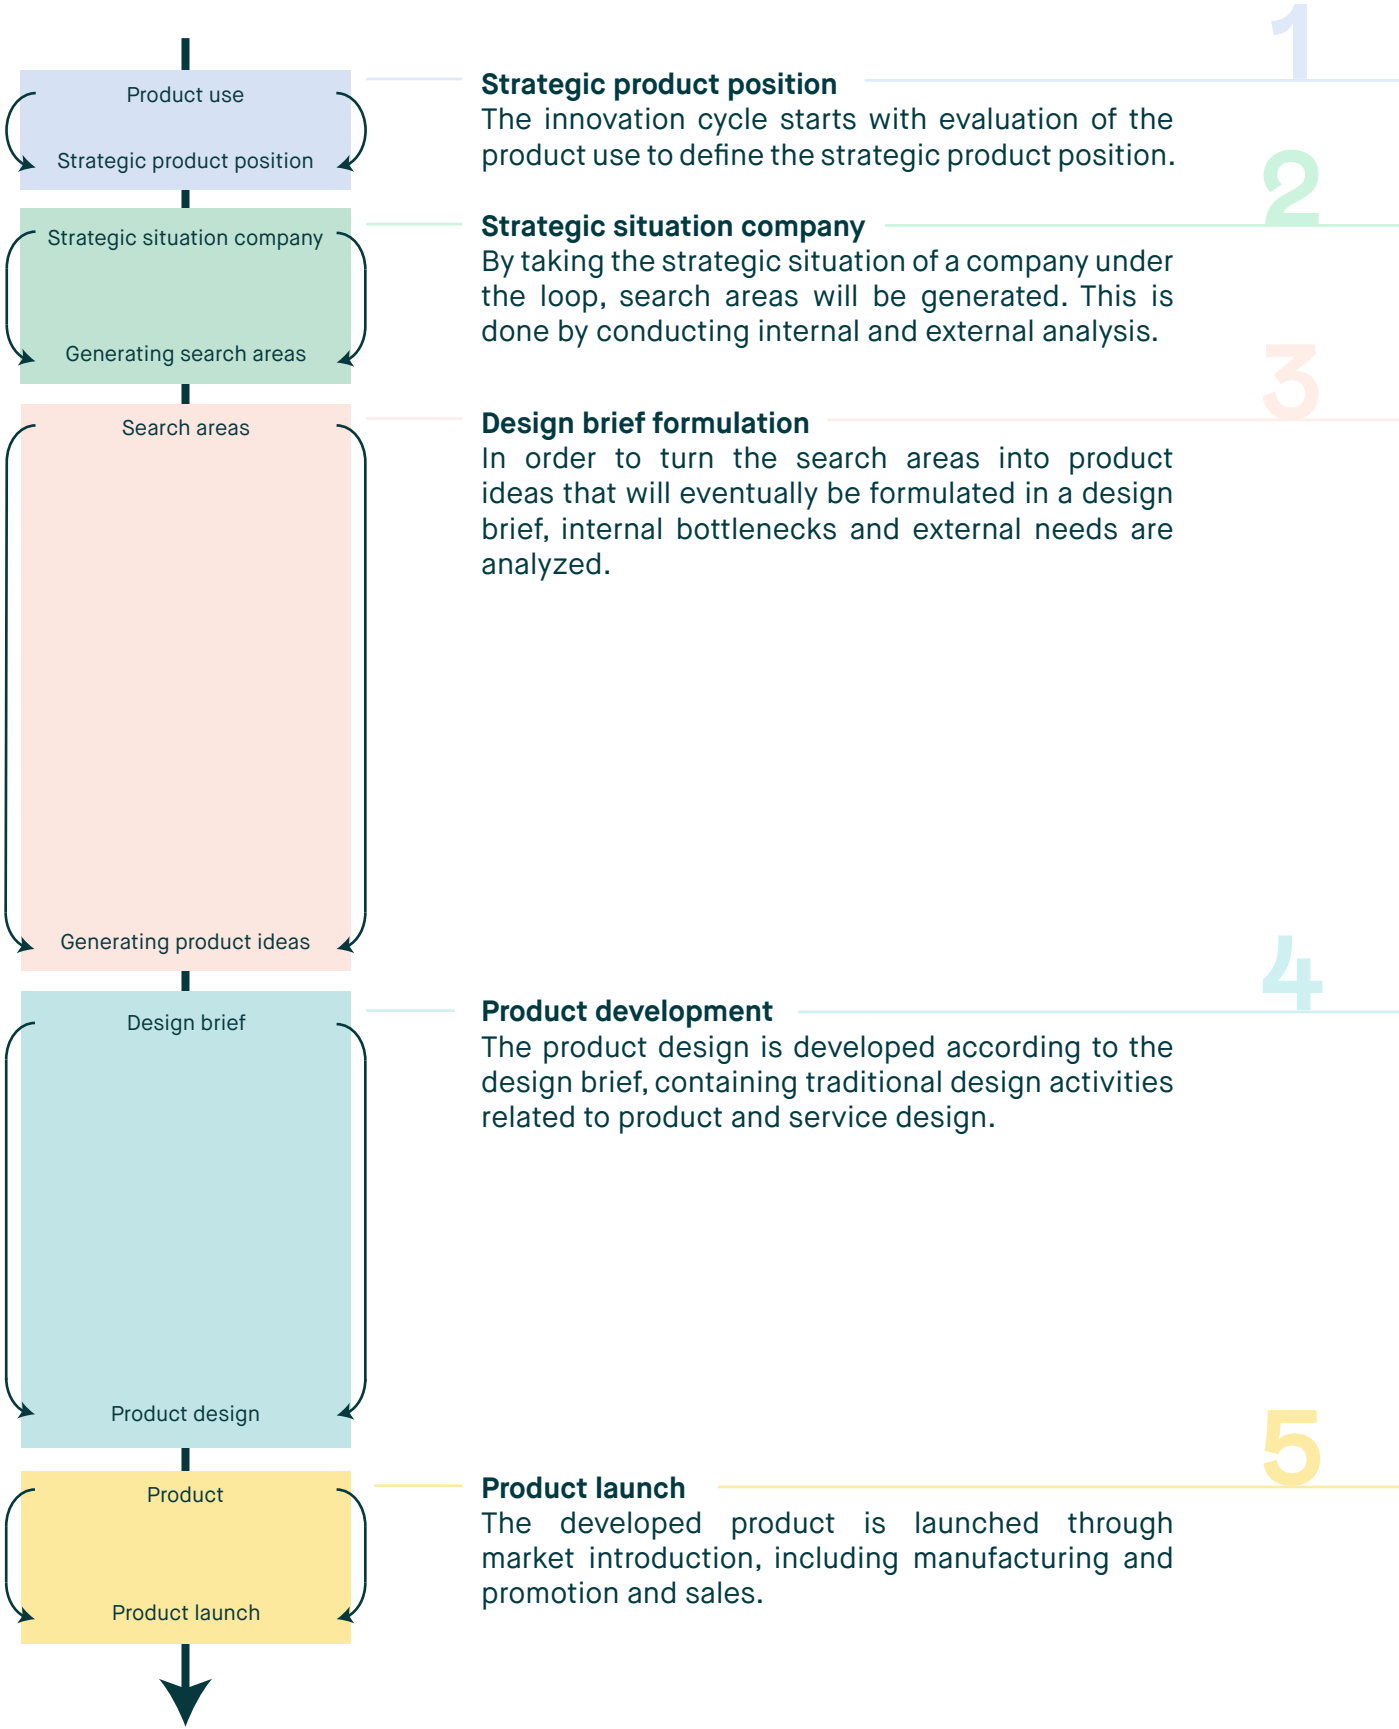 1
Product use
Strategic product position
Strategic product position
The innovation cycle starts with evaluation of the
product use to define the strategic product position.
2
Strategic situation company
Generating search areas
Strategic situation company
By taking the strategic situation of a company under
the loop, search areas will be generated. This is
done by conducting internal and external analysis.
3
Search areas
Generating product ideas
Design brief formulation
In order to turn the search areas into product
ideas that will eventually be formulated in a design
brief, internal bottlenecks and external needs are
analyzed.
4
Design brief
Product design
Product development
The product design is developed according to the
design brief, containing traditional design activities
related to product and service design.
5
Product
Product launch
Product launch
The developed product is launched through
market introduction, including manufacturing and
promotion and sales.